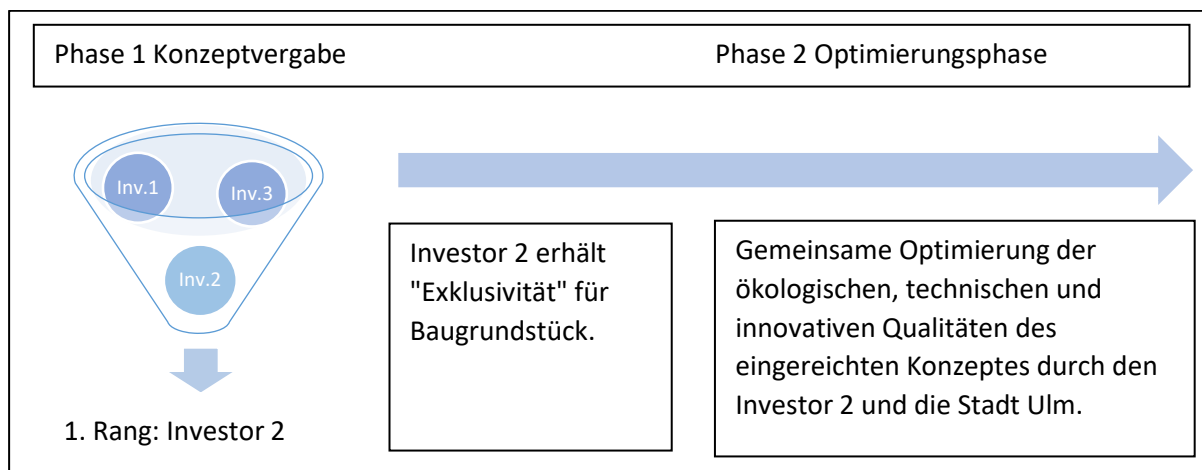 Phase 1 Konzeptvergabe
Phase 2 Optimierungsphase
Inv.1
Inv.3
Inv.2
1. Rang: Investor 2
Investor 2 erhält
"Exklusivität" für
Baugrundstück.
Gemeinsame Optimierung der
ökologischen, technischen und
innovativen Qualitäten des
eingereichten Konzeptes durch den
Investor 2 und die Stadt Ulm.